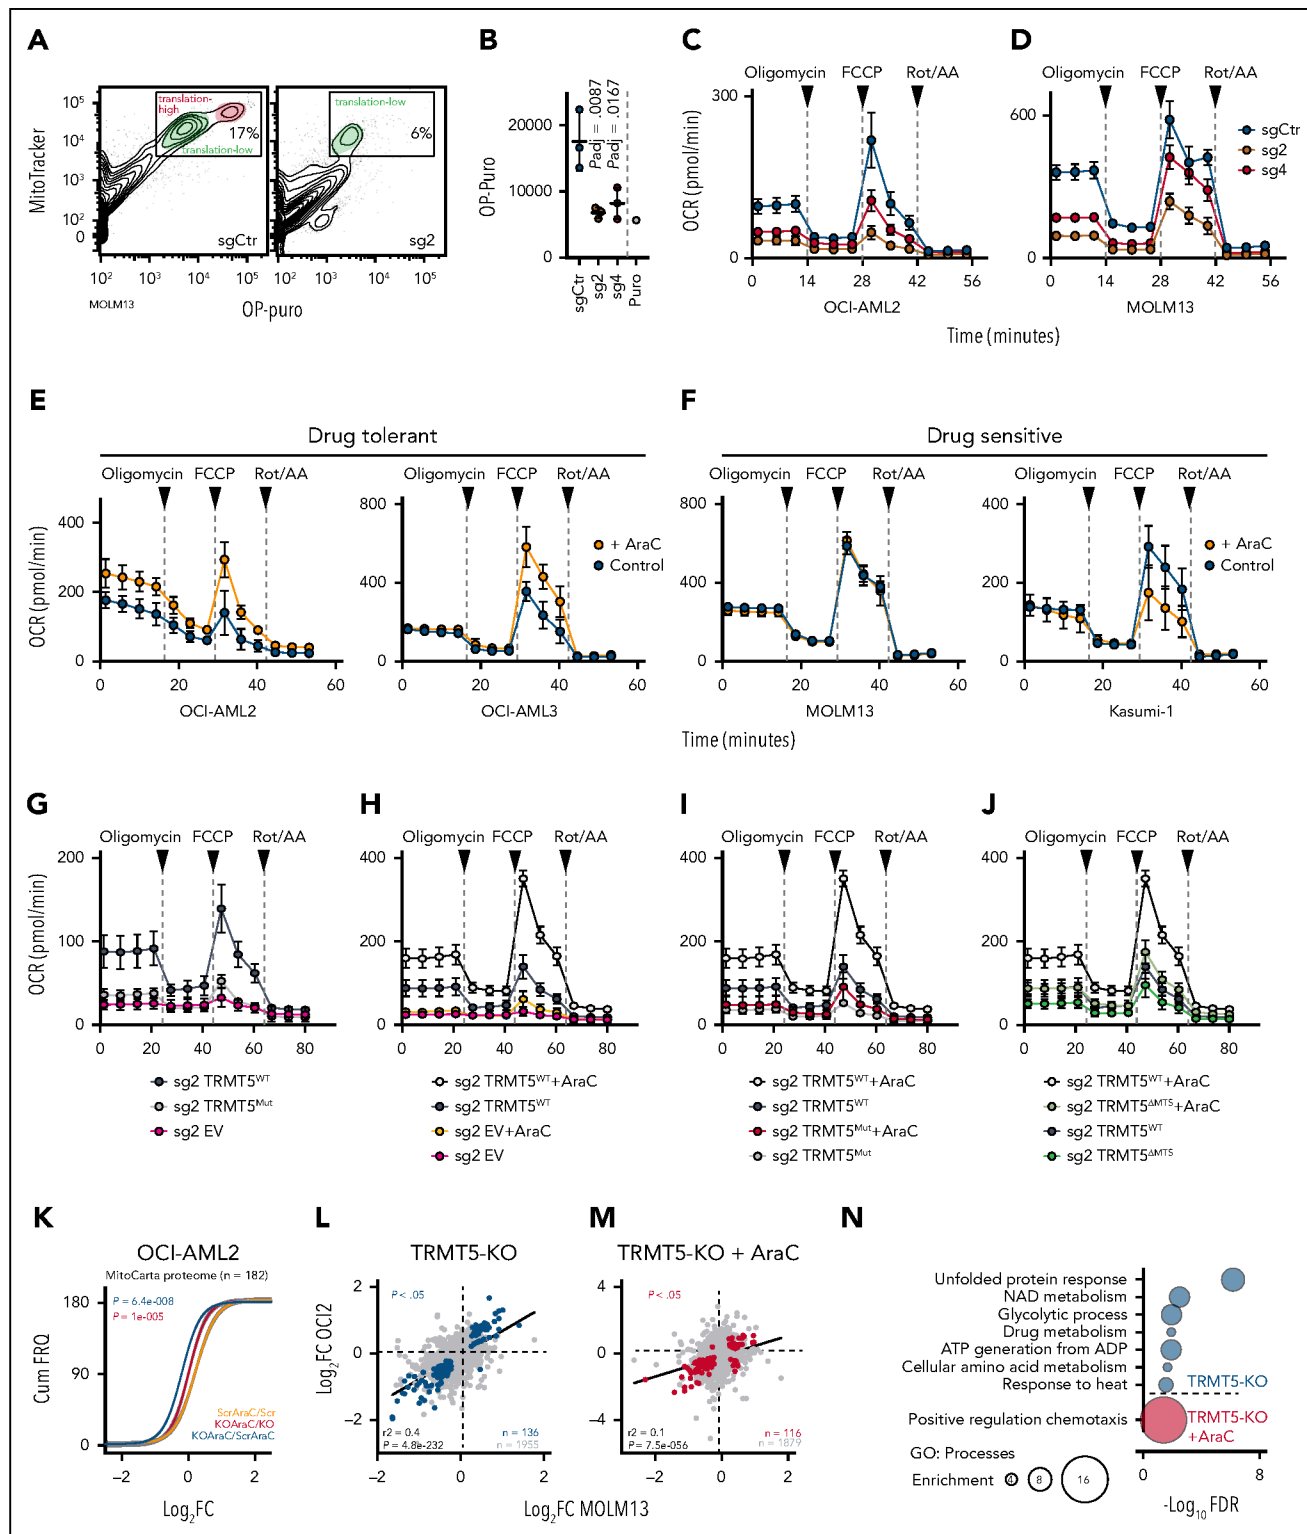 A
B
C
D
translation-high
17%
translation-low
sgCtr
translation-low
6%
sg2
MitoTracker
10⁵
10⁴
10³
10²
0
10² 10³ 10⁴ 10⁵
10² 10³ 10⁴ 10⁵
MOLM13
OP-puro
OP-Puro
20000
10000
0
Padj = .0087
Padj = .0167
sgCtr
sg2
sg4
Puro
Oligomycin FCCP Rot/AA
OCR (pmol/min)
300
0
0 14 28 42 56
OCI-AML2
Oligomycin FCCP Rot/AA
600
0
sgCtr
sg2
sg4
0 14 28 42 56
MOLM13
Time (minutes)
E
F
Drug tolerant
Drug sensitive
Oligomycin FCCP Rot/AA
OCR (pmol/min)
400
200
0
0 20 40 60
OCI-AML2
Oligomycin FCCP Rot/AA
800
400
0
+ AraC
Control
0 20 40 60
OCI-AML3
Oligomycin FCCP Rot/AA
800
400
0
0 20 40 60
MOLM13
Oligomycin FCCP Rot/AA
400
200
0
+ AraC
Control
0 20 40 60
Kasumi-1
Time (minutes)
G
H
I
J
Oligomycin FCCP Rot/AA
OCR (pmol/min)
200
100
0
0 20 40 60 80
sg2 TRMT5ᵂᵀ
sg2 TRMT5ᴹᵘᵗ
sg2 EV
Oligomycin FCCP Rot/AA
400
200
0
0 20 40 60 80
sg2 TRMT5ᵂᵀ+AraC
sg2 TRMT5ᵂᵀ
sg2 EV+AraC
sg2 EV
Oligomycin FCCP Rot/AA
400
200
0
0 20 40 60 80
sg2 TRMT5ᵂᵀ+AraC
sg2 TRMT5ᵂᵀ
sg2 TRMT5ᴹᵘᵗ+AraC
sg2 TRMT5ᴹᵘᵗ
Oligomycin FCCP Rot/AA
400
200
0
0 20 40 60 80
sg2 TRMT5ᵂᵀ+AraC
sg2 TRMT5^ΔMTS+AraC
sg2 TRMT5ᵂᵀ
sg2 TRMT5^ΔMTS
K
L
M
N
OCI-AML2
MitoCarta proteome (n = 182)
P = 6.4e-008
P = 1e-005
Cum FRQ
180
90
0
ScrAraC/Scr
KOAraC/KO
KOAraC/ScrAraC
−2 0 2
Log₂FC
TRMT5-KO
P < .05
Log₂FC OCI2
2
0
−2
r2 = 0.4
P = 4.8e-232
n = 136
n = 1955
−2 0 2
TRMT5-KO + AraC
P < .05
4
0
−4
r2 = 0.1
P = 7.5e-056
n = 116
n = 1879
−2 0 2
Log₂FC MOLM13
Unfolded protein response
NAD metabolism
Glycolytic process
Drug metabolism
ATP generation from ADP
Cellular amino acid metabolism
Response to heat
TRMT5-KO
Positive regulation chemotaxis
TRMT5-KO
+AraC
GO: Processes
Enrichment
4
8
16
0 8
-Log₁₀ FDR